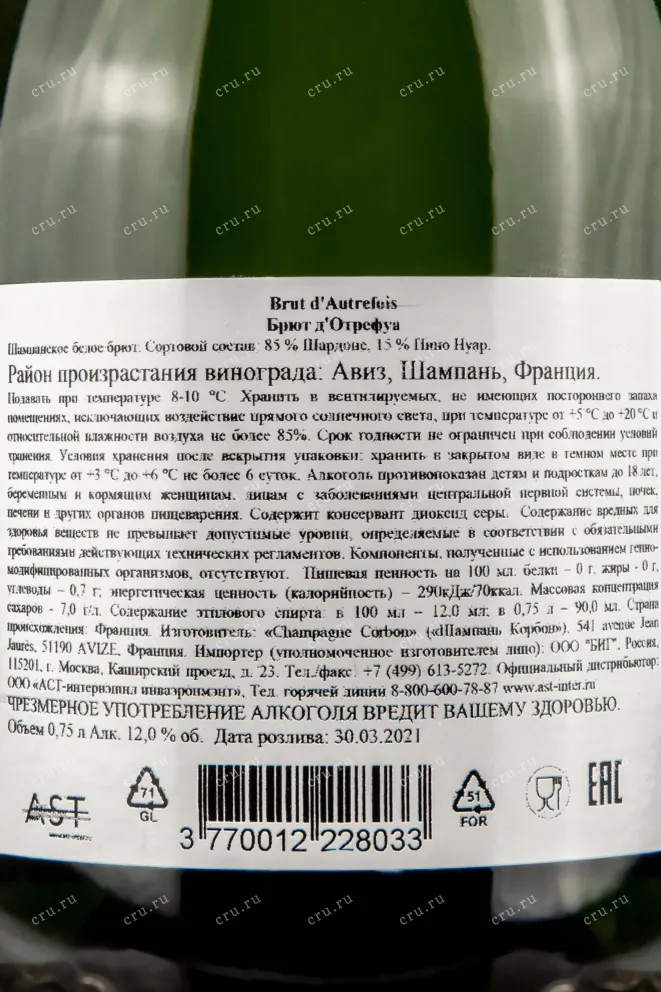 Brut d'Autrefois
Брют д'Отрефуа
Шампанское белое брют. Сортовой состав: 85 % Шардоне, 15 % Пино Нуар.
Район произрастания винограда: Авиз, Шампань, Франция.
Подавать при температуре 8-10 °C. Хранить в вентилируемых, не имеющих постороннего запаха
помещениях, исключающих воздействие прямого солнечного света, при температуре от +5 °C до +20 °C и
относительной влажности воздуха не более 85%. Срок годности не ограничен при соблюдении условий
хранения. Условия хранения после вскрытия упаковки: хранить в закрытом виде в темном месте при
температуре от +3 °C до +6 °C не более 6 суток. Алкоголь противопоказан детям и подросткам до 18 лет,
беременным и кормящим женщинам, лицам с заболеваниями центральной нервной системы, почек,
печени и других органов пищеварения. Содержит консервант диоксид серы. Содержание вредных для
здоровья веществ не превышает допустимые уровни, определяемые в соответствии с обязательными
требованиями действующих технических регламентов. Компоненты, полученные с использованием генно-
модифицированных организмов, отсутствуют. Пищевая ценность на 100 мл: белки – 0 г, жиры - 0 г,
углеводы – 0,7 г; энергетическая ценность (калорийность) – 290кДж/70ккал. Массовая концентрация
сахаров - 7,0 г/л. Содержание этилового спирта: в 100 мл – 12,0 мл; в 0,75 л – 90,0 мл. Страна
происхождения: Франция. Изготовитель: «Champagne Corbon» («Шампань Корбон»). 541 avenue Jean
Jaurès, 51190 AVIZE, Франция. Импортер (уполномоченное изготовителем лицо): ООО "БИГ", Россия,
115201, г. Москва, Каширский проезд, д. 23. Тел./факс: +7 (499) 613-5272. Официальный дистрибьютор:
ООО «АСТ-интернэшнл инваэронмэнт», Тел. горячей линии 8-800-600-78-87 www.ast-inter.ru
ЧРЕЗМЕРНОЕ УПОТРЕБЛЕНИЕ АЛКОГОЛЯ ВРЕДИТ ВАШЕМУ ЗДОРОВЬЮ.
Объем 0,75 л Алк. 12,0 % об. Дата розлива: 30.03.2021
AST
71
GL
3 770012 228033
51
FOR
EAC
cru.ru